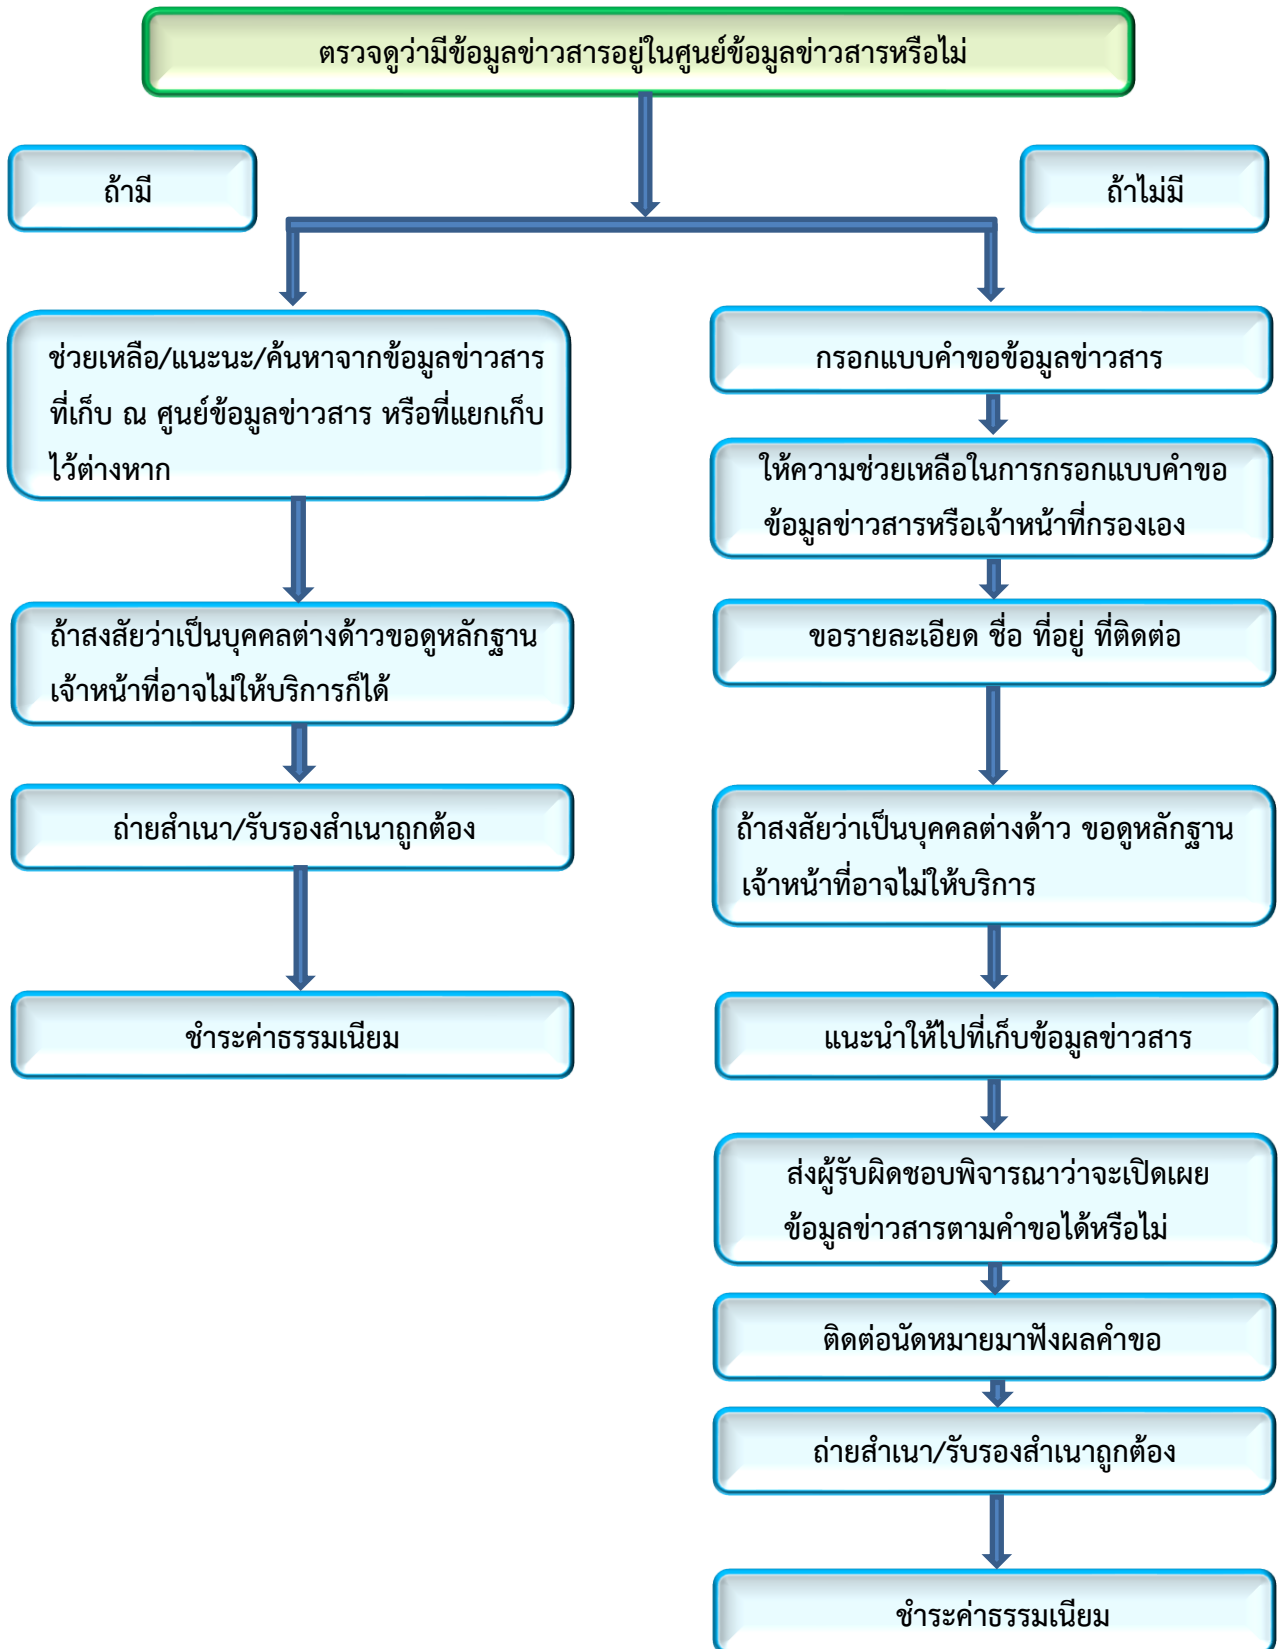 ตรวจดูว่ามีข้อมูลข่าวสารอยู่ในศูนย์ข้อมูลข่าวสารหรือไม่
ถ้ามี
ถ้าไม่มี
ช่วยเหลือ/แนะนะ/ค้นหาจากข้อมูลข่าวสาร
ที่เก็บ ณ ศูนย์ข้อมูลข่าวสาร หรือที่แยกเก็บ
ไว้ต่างหาก
ถ้าสงสัยว่าเป็นบุคคลต่างด้าวขอดูหลักฐาน
เจ้าหน้าที่อาจไม่ให้บริการก็ได้
ถ่ายสำเนา/รับรองสำเนาถูกต้อง
ชำระค่าธรรมเนียม
กรอกแบบคำขอข้อมูลข่าวสาร
ให้ความช่วยเหลือในการกรอกแบบคำขอ
ข้อมูลข่าวสารหรือเจ้าหน้าที่กรองเอง
ขอรายละเอียด ชื่อ ที่อยู่ ที่ติดต่อ
ถ้าสงสัยว่าเป็นบุคคลต่างด้าว ขอดูหลักฐาน
เจ้าหน้าที่อาจไม่ให้บริการ
แนะนำให้ไปที่เก็บข้อมูลข่าวสาร
ส่งผู้รับผิดชอบพิจารณาว่าจะเปิดเผย
ข้อมูลข่าวสารตามคำขอได้หรือไม่
ติดต่อนัดหมายมาฟังผลคำขอ
ถ่ายสำเนา/รับรองสำเนาถูกต้อง
ชำระค่าธรรมเนียม